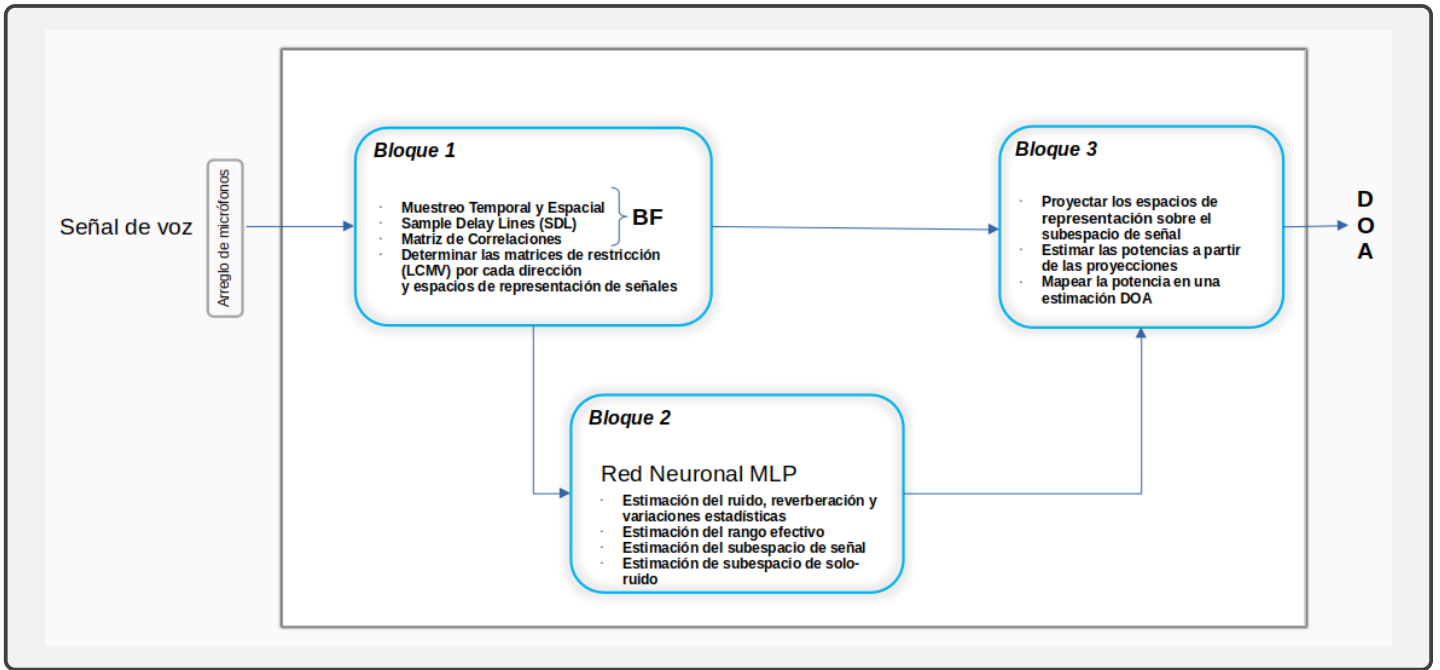 Señal de voz
Arreglo de micrófonos
Bloque 1
· Muestreo Temporal y Espacial
· Sample Delay Lines (SDL)
· Matriz de Correlaciones
BF
· Determinar las matrices de restricción
(LCMV) por cada dirección
y espacios de representación de señales
Bloque 2
Red Neuronal MLP
· Estimación del ruido, reverberación y
variaciones estadísticas
· Estimación del rango efectivo
· Estimación del subespacio de señal
· Estimación de subespacio de solo-
ruido
Bloque 3
· Proyectar los espacios de
representación sobre el
subespacio de señal
· Estimar las potencias a partir
de las proyecciones
· Mapear la potencia en una
estimación DOA
D
O
A